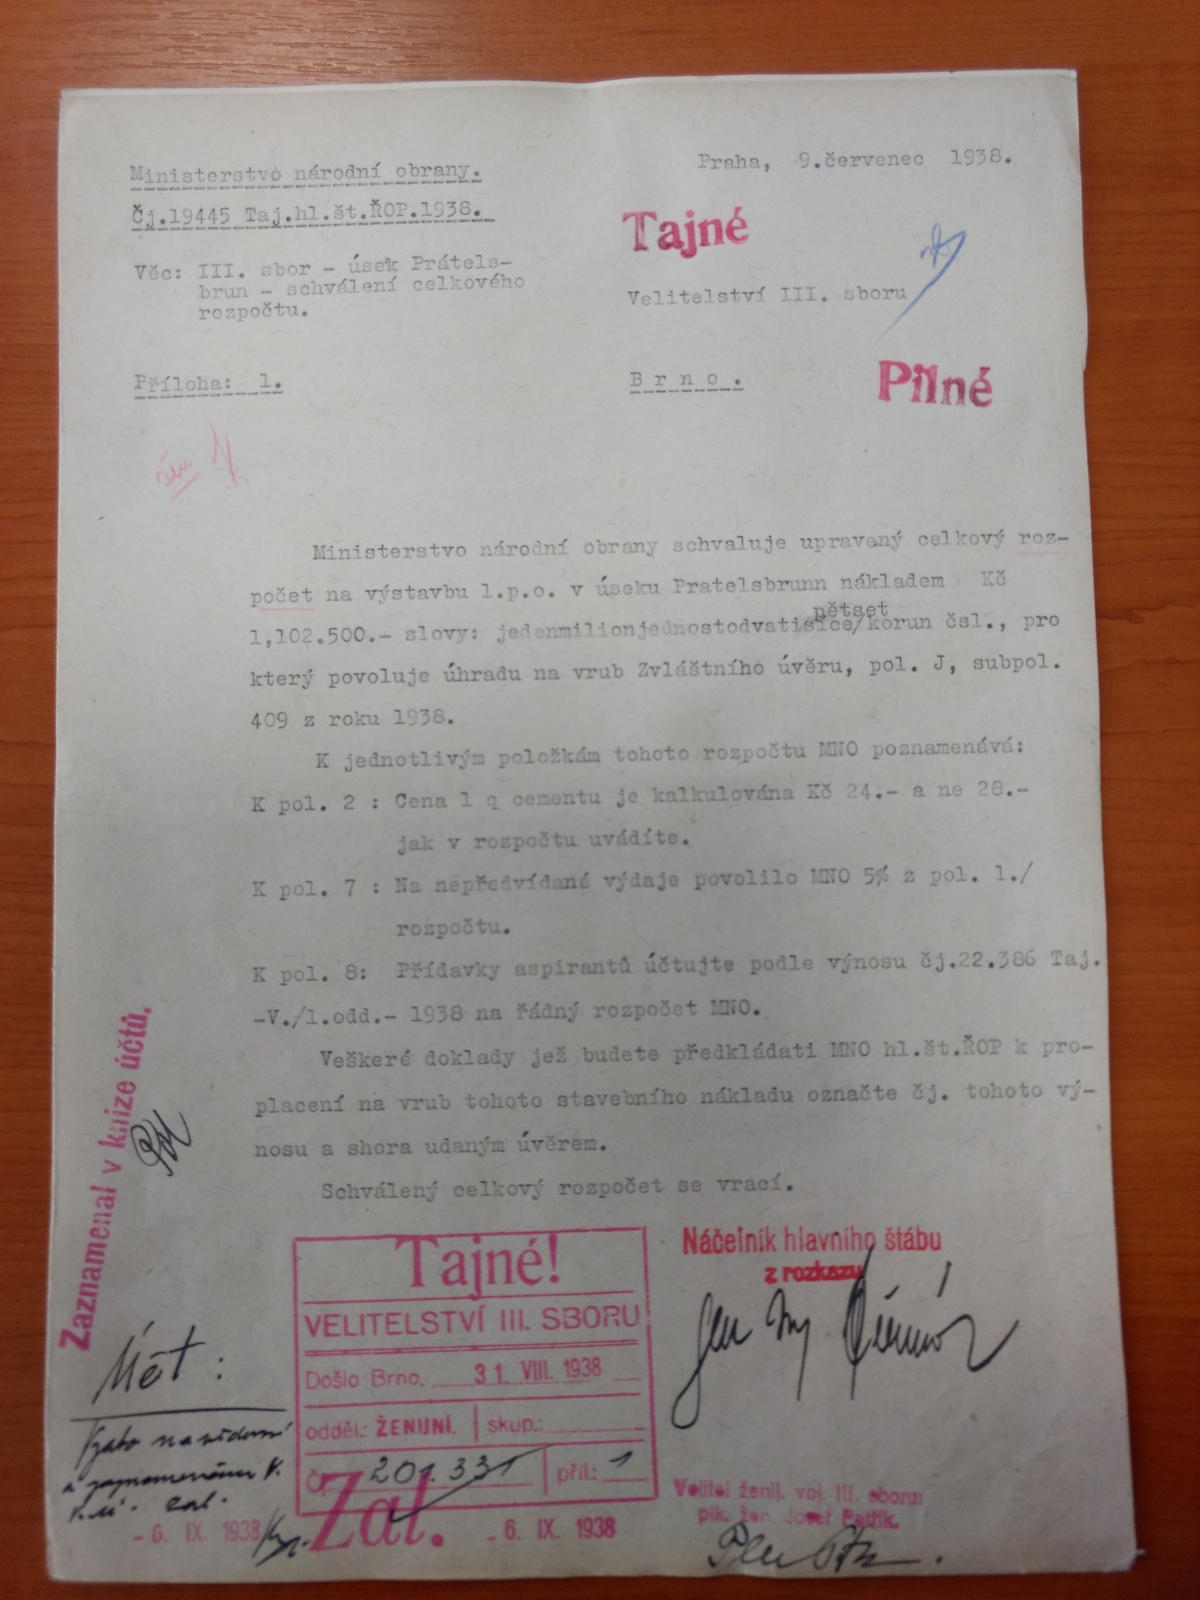 Ministerstvo národní obrany.
Praha, 9.červenec 1938.
Čj.19445 Taj.hl.št.ŘOP.1938.
Tajné
Věc: III. sbor - úsek Prátels-
brun - schválení celkového
rozpočtu.
Velitelství III. sboru
Příloha: 1.
Brno.
Pilné
Ministerstvo národní obrany schvaluje upravaný celkový roz-
počet na výstavbu l.p.o. v úseku Pratelsbrunn nákladem Kč
pětset
1,102.500.- slovy: jedenmilionjednostodvatisíce/korun čsl., pro
který povoluje úhradu na vrub Zvláštního úvěru, pol. J, subpol.
409 z roku 1938.
K jednotlivým položkám tohoto rozpočtu MNO poznamenává:
K pol. 2 : Cena 1 q cementu je kalkulována Kč 24.- a ne 28.-
jak v rozpočtu uvádíte.
K pol. 7 : Na nepředvídané výdaje povolilo MNO 5% z pol. 1./
rozpočtu.
K pol. 8: Přídavky aspirantů účtujte podle výnosu čj.22.386 Taj.
-V./1.odd.- 1938 na řádný rozpočet MNO.
Veškeré doklady jež budete předkládati MNO hl.št.ŘOP k pro-
placení na vrub tohoto stavebního nákladu označte čj. tohoto vý-
nosu a shora udaným úvěrem.
Schválený celkový rozpočet se vrací.
Zaznamenal v knize účtů.
Náčelník hlavního štábu
z rozkazu
Tajné!
VELITELSTVÍ III. SBORU
Došlo Brno, 31. VIII. 1938
odděl.: ŽENIJNÍ. skup.:
Č. 201.331 příl.: 1
Zal. - 6. IX. 1938
Velitel ženij. voj. III. sboru:
plk. žen. Josef Petřík.
Vzato na vědomí
- 6. IX. 1938